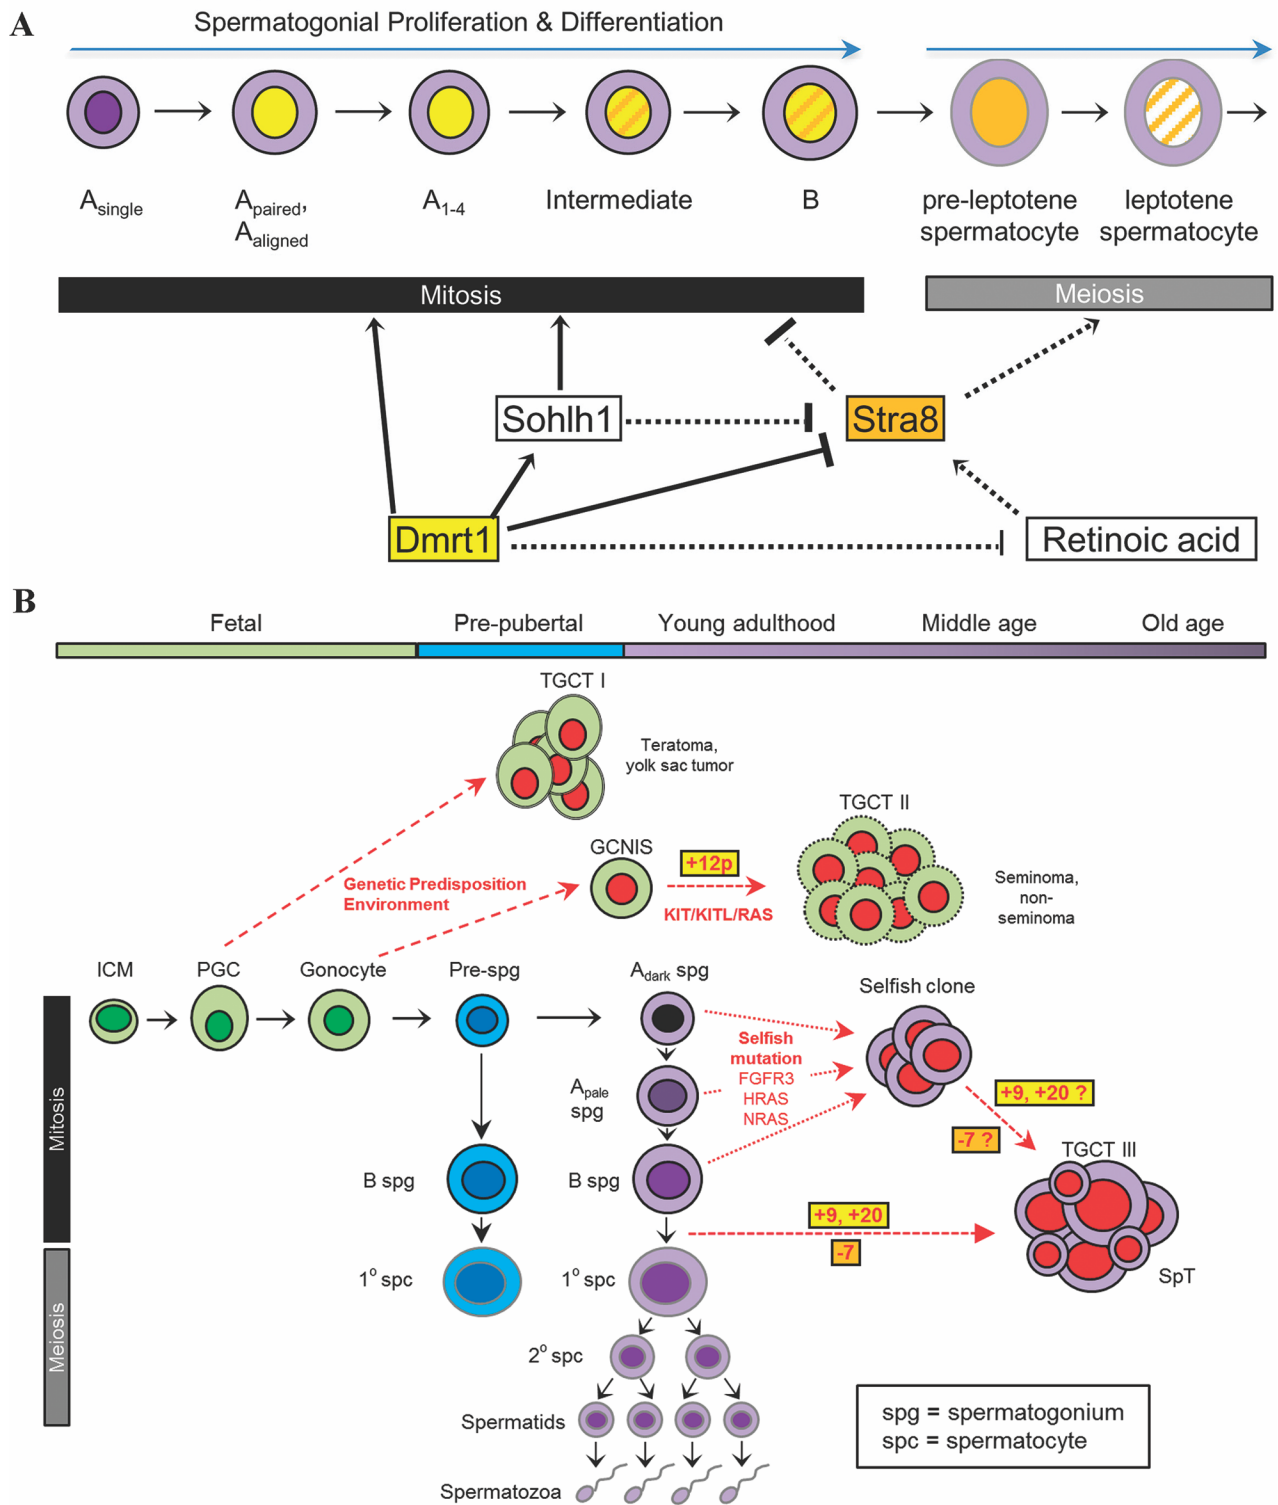 A
Spermatogonial Proliferation & Differentiation
Asingle
Apaired,
Aaligned
A1-4
Intermediate
B
pre-leptotene
spermatocyte
leptotene
spermatocyte
Mitosis
Meiosis
Sohlh1
Stra8
Dmrt1
Retinoic acid
B
Fetal
Pre-pubertal
Young adulthood
Middle age
Old age
TGCT I
Teratoma,
yolk sac tumor
TGCT II
GCNIS
+12p
KIT/KITL/RAS
Seminoma,
non-
seminoma
Genetic Predisposition
Environment
ICM
PGC
Gonocyte
Pre-spg
Adark spg
Selfish clone
Selfish
mutation
FGFR3
HRAS
NRAS
Apale
spg
+9, +20 ?
-7 ?
TGCT III
Mitosis
B spg
B spg
+9, +20
-7
SpT
1o spc
1o spc
Meiosis
2o spc
Spermatids
Spermatozoa
spg = spermatogonium
spc = spermatocyte